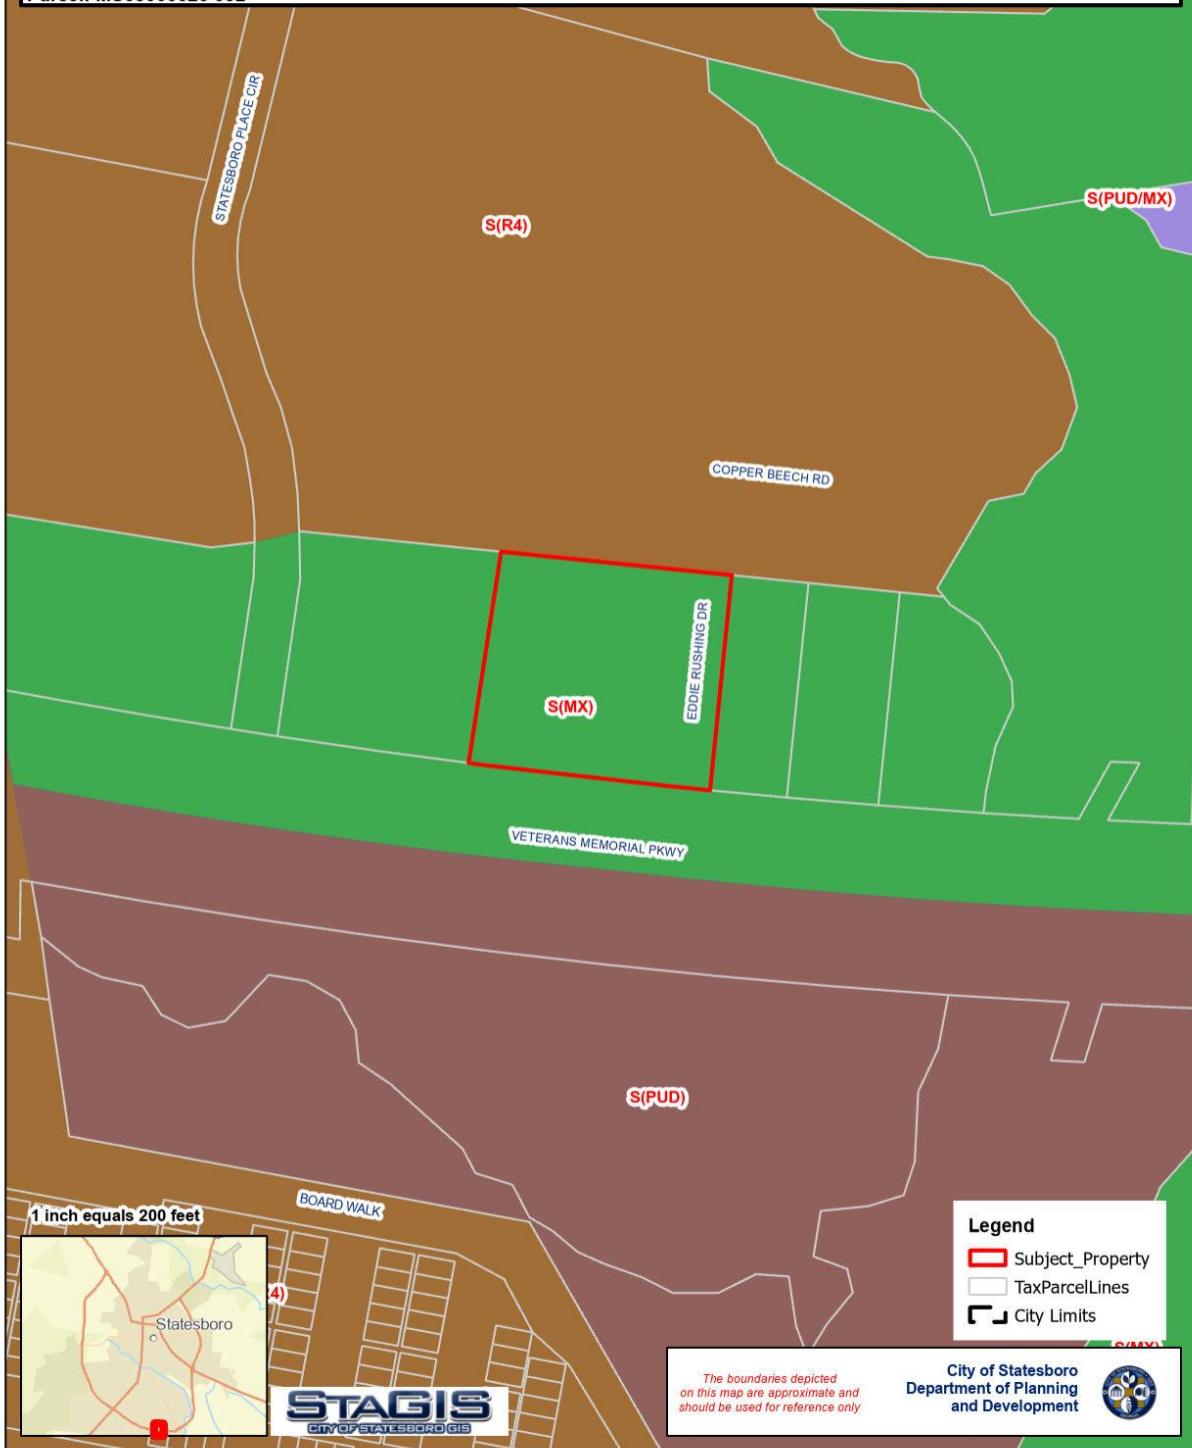 STATESBORO PLACE CIR
S(PUD/MX)
S(R4)
COPPER BEECH RD
EDDIE RUSHING DR
S(MX)
VETERANS MEMORIAL PKWY
S(PUD)
BOARD WALK
1 inch equals 200 feet
Statesboro
4)
Legend
Subject_Property
TaxParcelLines
City Limits
S(MX)
STAGIS
CITY OF STATESBORO GIS
The boundaries depicted
on this map are approximate and
should be used for reference only
City of Statesboro
Department of Planning
and Development